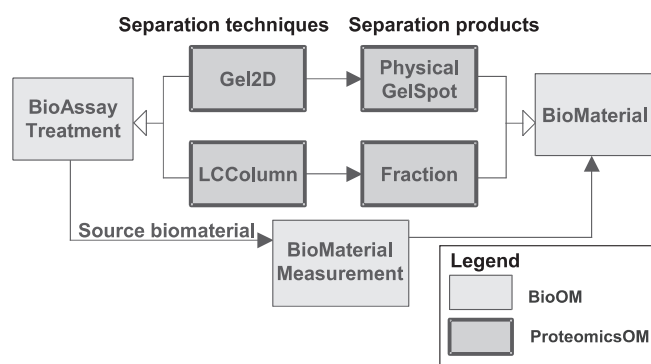 Separation techniques Separation products
Gel2D
Physical
GelSpot
BioAssay
Treatment
BioMaterial
LCColumn
Fraction
Source biomaterial
BioMaterial
Measurement
Legend
BioOM
ProteomicsOM